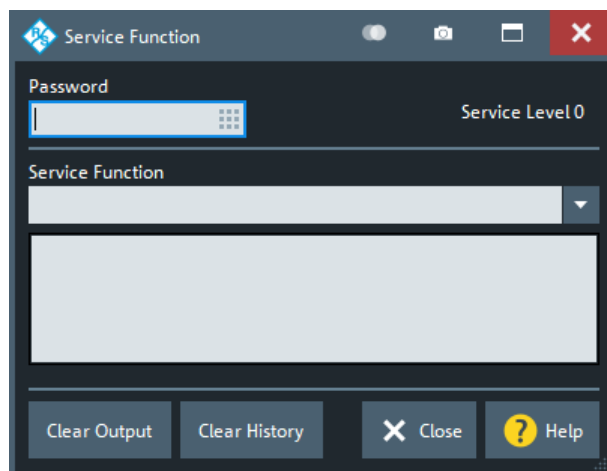 R/S Service Function
Password
Service Level 0
Service Function
Clear Output
Clear History
Close
? Help